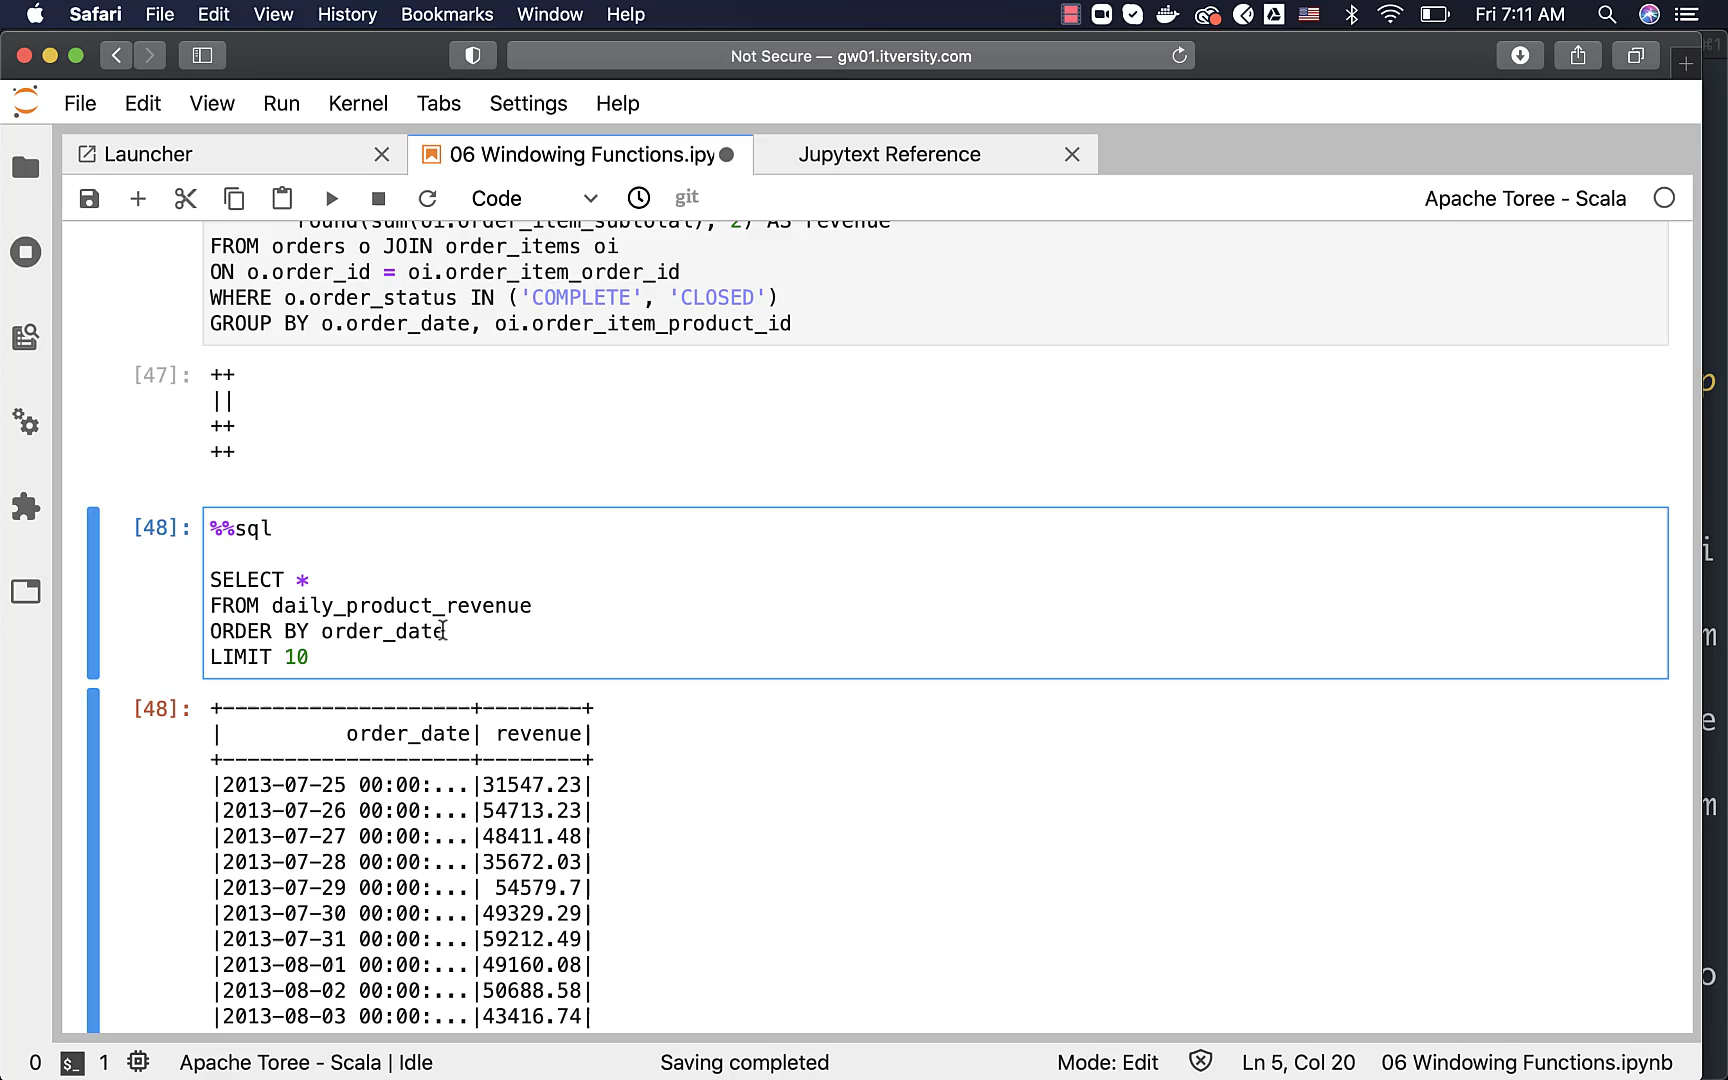 Safari File Edit View History Bookmarks Window Help Fri 7:11 AM
Not Secure — gw01.itversity.com
File Edit View Run Kernel Tabs Settings Help
Launcher 06 Windowing Functions.ipy Jupytext Reference
Code git Apache Toree - Scala
round(sum(oi.order_item_subtotal), 2) AS revenue
FROM orders o JOIN order_items oi
ON o.order_id = oi.order_item_order_id
WHERE o.order_status IN ('COMPLETE', 'CLOSED')
GROUP BY o.order_date, oi.order_item_product_id
[47]: ++
||
++
++
[48]: %%sql
SELECT *
FROM daily_product_revenue
ORDER BY order_date
LIMIT 10
[48]: +--------------------+--------+
| order_date| revenue|
+--------------------+--------+
|2013-07-25 00:00:...|31547.23|
|2013-07-26 00:00:...|54713.23|
|2013-07-27 00:00:...|48411.48|
|2013-07-28 00:00:...|35672.03|
|2013-07-29 00:00:...| 54579.7|
|2013-07-30 00:00:...|49329.29|
|2013-07-31 00:00:...|59212.49|
|2013-08-01 00:00:...|49160.08|
|2013-08-02 00:00:...|50688.58|
|2013-08-03 00:00:...|43416.74|
0 $_ 1 Apache Toree - Scala | Idle Saving completed Mode: Edit Ln 5, Col 20 06 Windowing Functions.ipynb